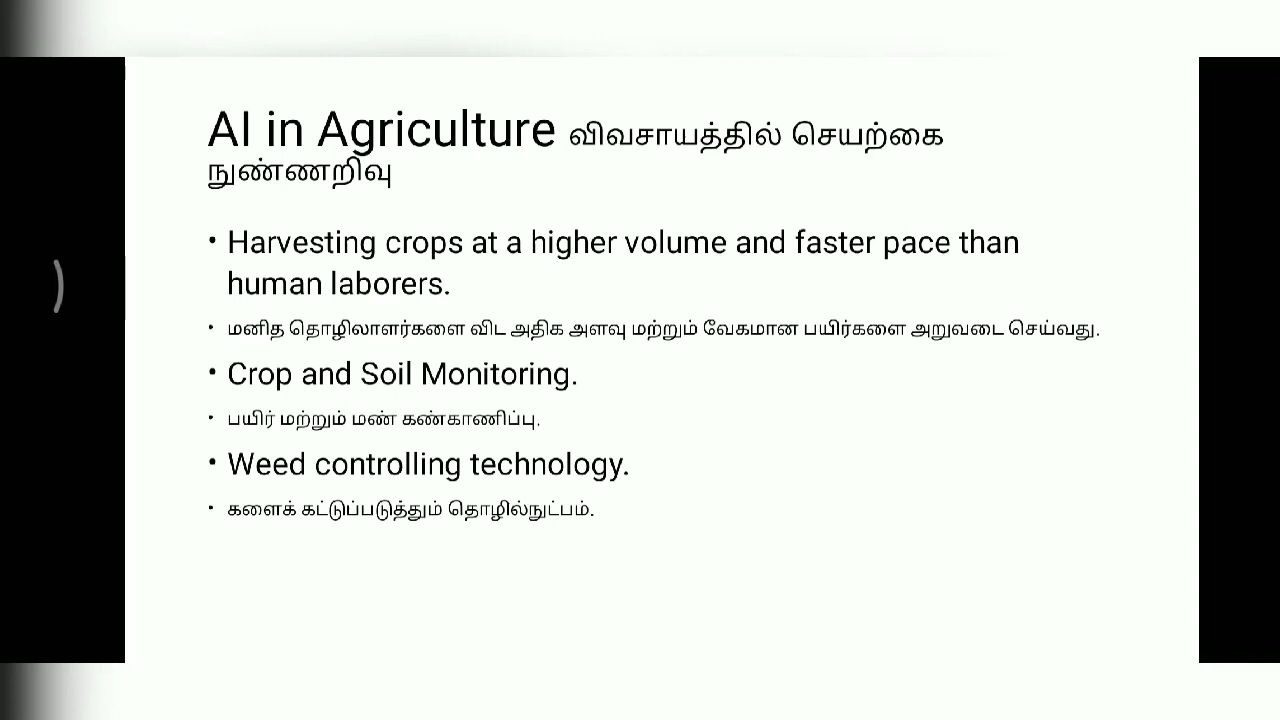 AI in Agriculture விவசாயத்தில் செயற்கை
நுண்ணறிவு
• Harvesting crops at a higher volume and faster pace than
human laborers.
• மனித தொழிலாளர்களை விட அதிக அளவு மற்றும் வேகமான பயிர்களை அறுவடை செய்வது.
• Crop and Soil Monitoring.
• பயிர் மற்றும் மண் கண்காணிப்பு.
• Weed controlling technology.
• களைக் கட்டுப்படுத்தும் தொழில்நுட்பம்.